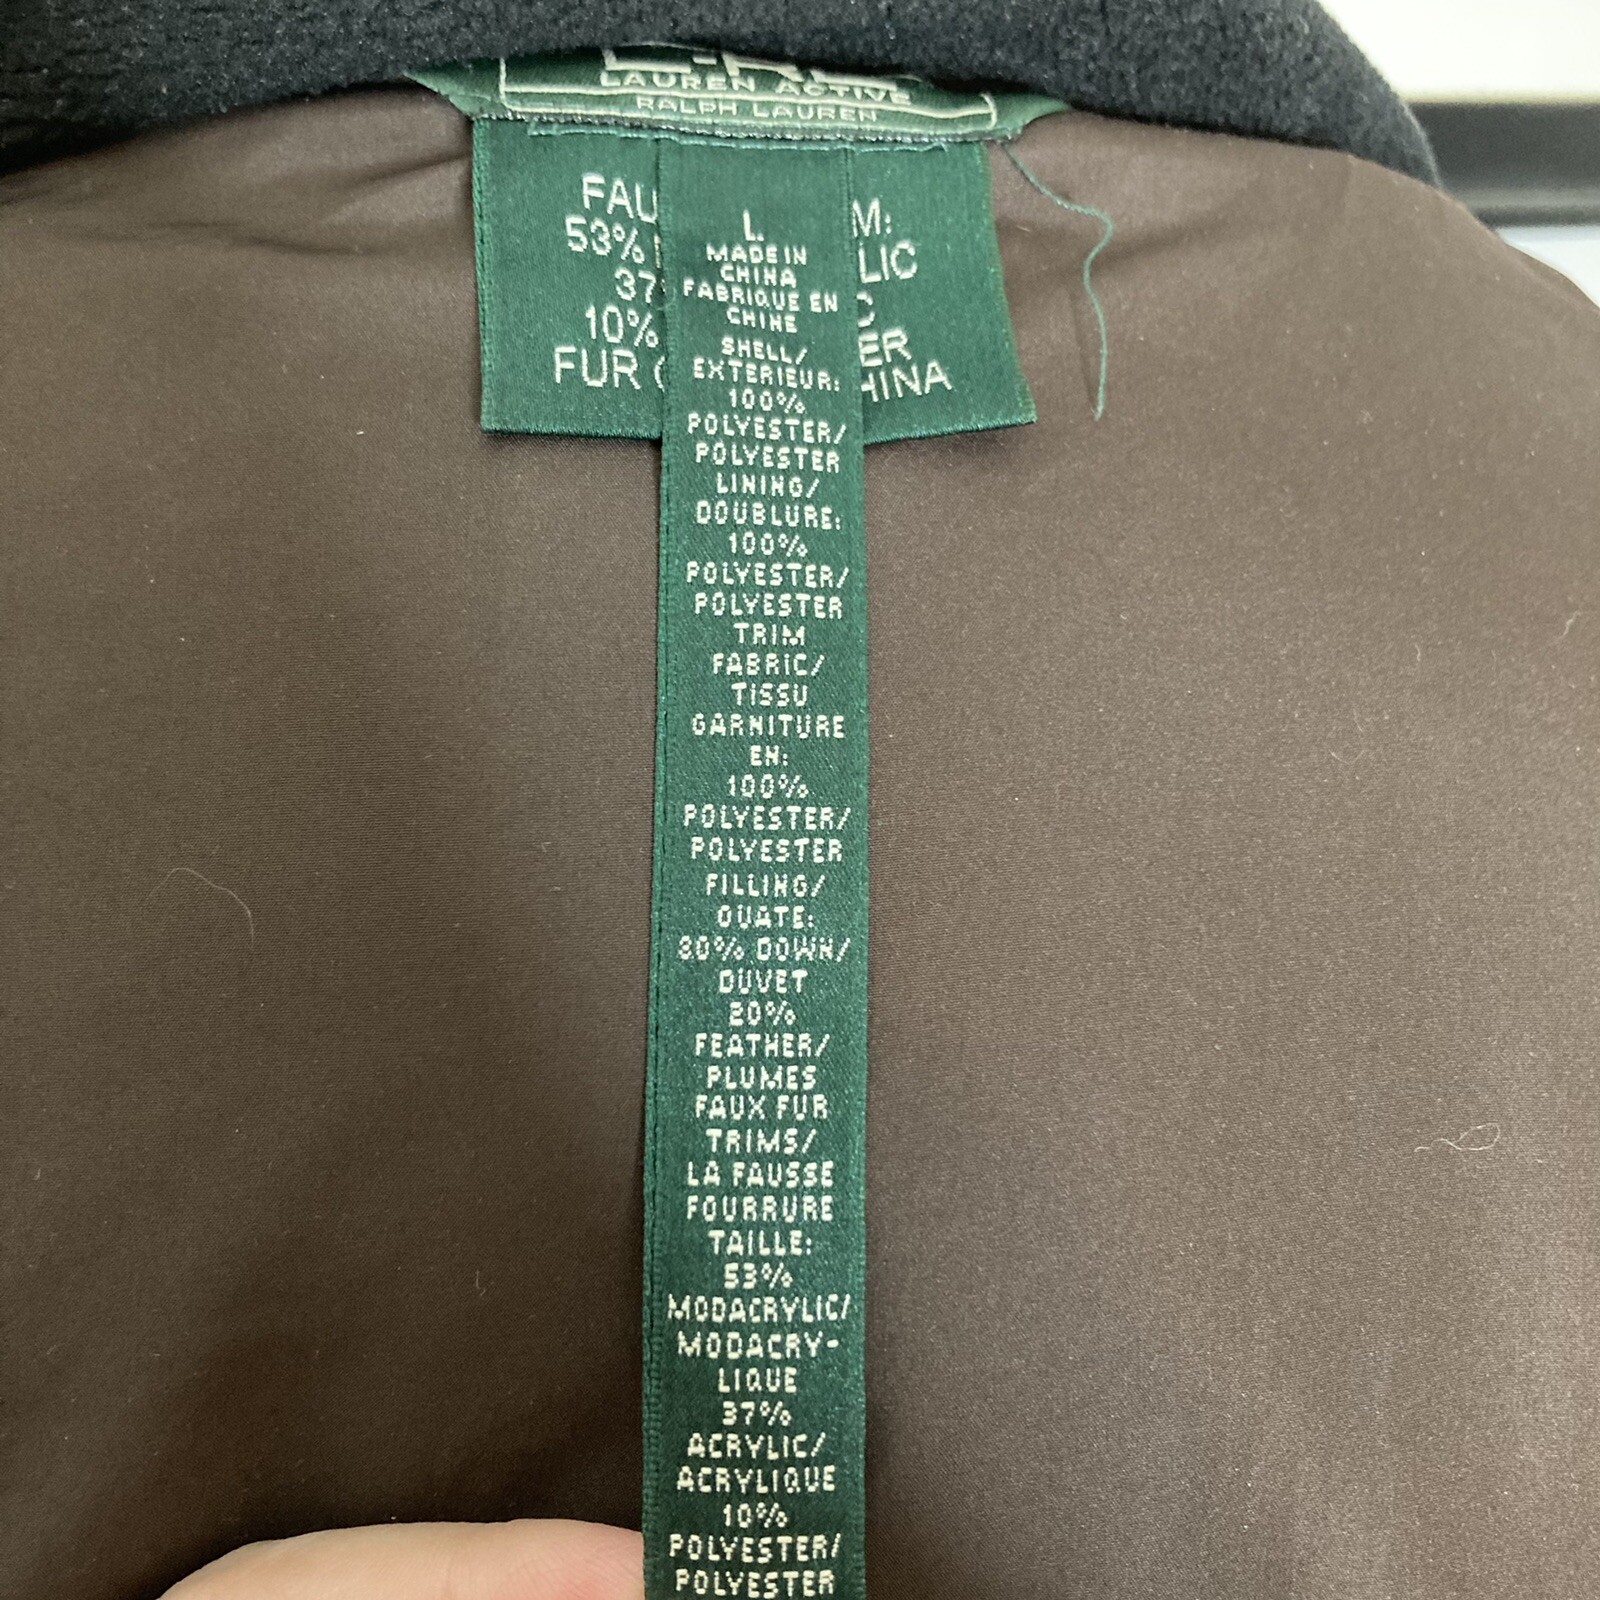 LAUREN ACTIVE
RALPH LAUREN
FAU M:
53% LIC
37 C
10% ER
FUR HINA
L
MADE IN
CHINA
FABRIQUE EN
CHINE
SHELL/
EXTERIEUR:
100%
POLYESTER/
POLYESTER
LINING/
DOUBLURE:
100%
POLYESTER/
POLYESTER
TRIM
FABRIC/
TISSU
GARNITURE
EN:
100%
POLYESTER/
POLYESTER
FILLING/
OUATE:
80% DOWN/
DUVET
20%
FEATHER/
PLUMES
FAUX FUR
TRIMS/
LA FAUSSE
FOURRURE
TAILLE:
53%
MODACRYLIC/
MODACRY-
LIQUE
37%
ACRYLIC/
ACRYLIQUE
10%
POLYESTER/
POLYESTER